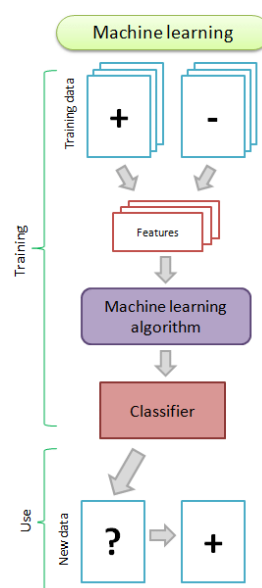 Machine learning
Training data
+
-
Training
Features
Machine learning
algorithm
Classifier
Use
New data
?
+